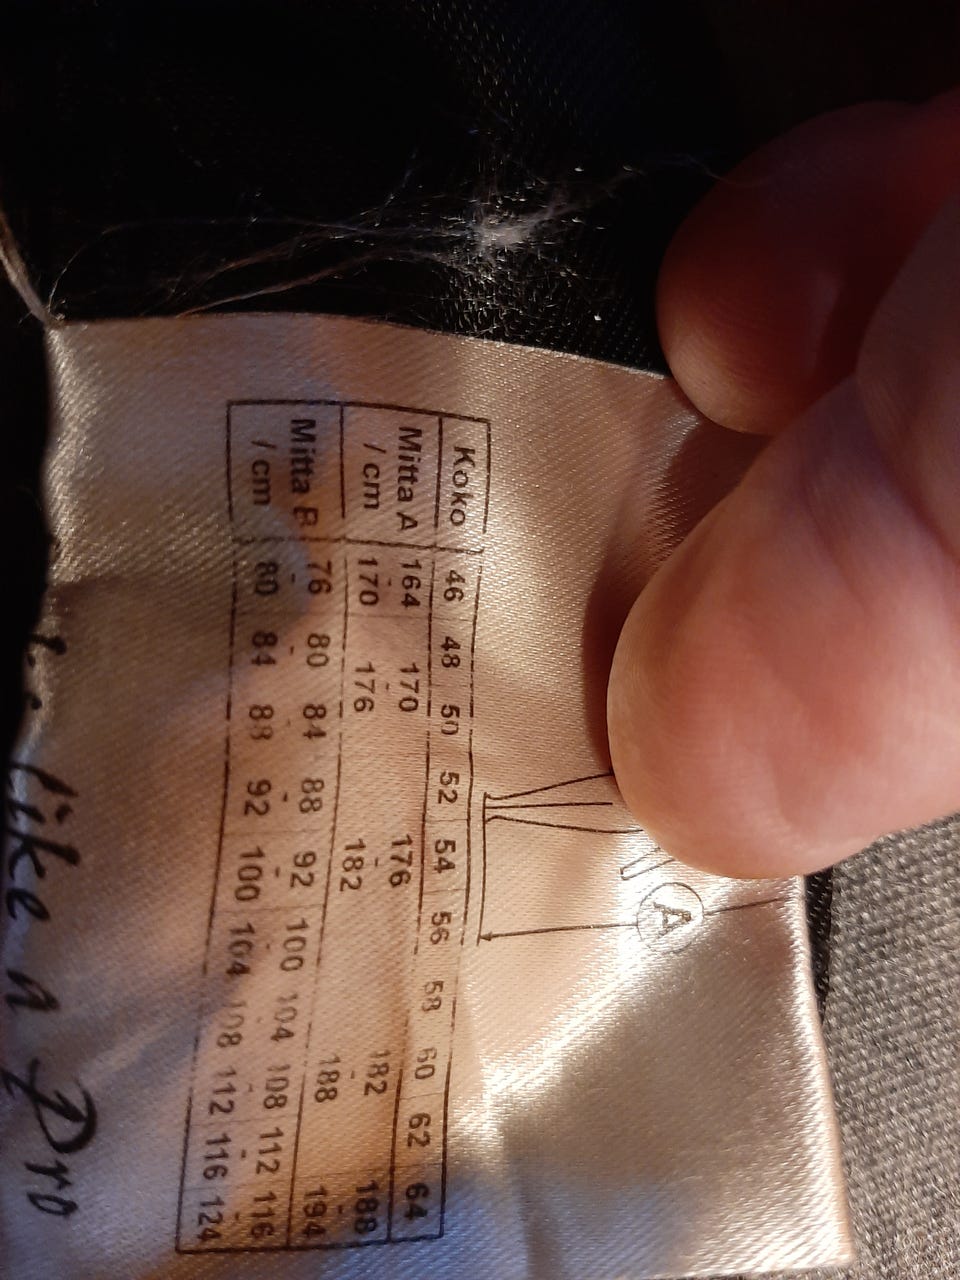 A
Koko 46 48 50 52 54 56 58 60 62 64
Mitta A 164 170 176 182 188
- - - - -
/ cm 170 176 182 188 194
Mitta B 76 80 84 88 92 100 104 108 112 116
- - - - - - - - - -
/ cm 80 84 88 92 100 104 108 112 116 124
like a Pro